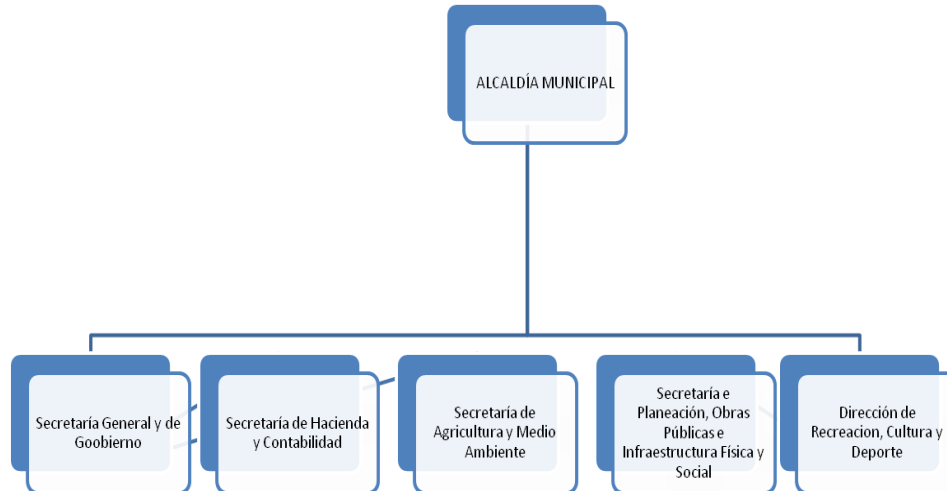 ALCALDÍA MUNICIPAL
Secretaría General y de
Goobierno
Secretaría de Hacienda
y Contabilidad
Secretaría de
Agricultura y Medio
Ambiente
Secretaría e
Planeación, Obras
Públicas e
Infraestructura Física y
Social
Dirección de
Recreacion, Cultura y
Deporte